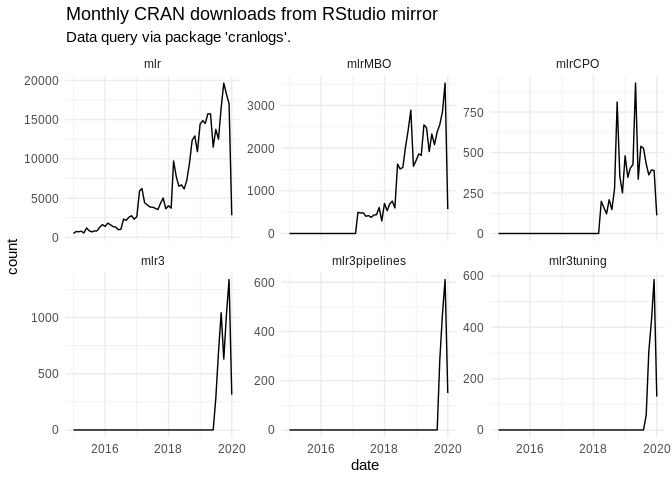 Monthly CRAN downloads from RStudio mirror
Data query via package 'cranlogs'.
mlr
mlrMBO
mlrCPO
20000
15000
10000
5000
0
3000
2000
1000
0
750
500
250
0
count
mlr3
mlr3pipelines
mlr3tuning
1000
500
0
600
400
200
0
600
400
200
0
2016 2018 2020
2016 2018 2020
2016 2018 2020
date